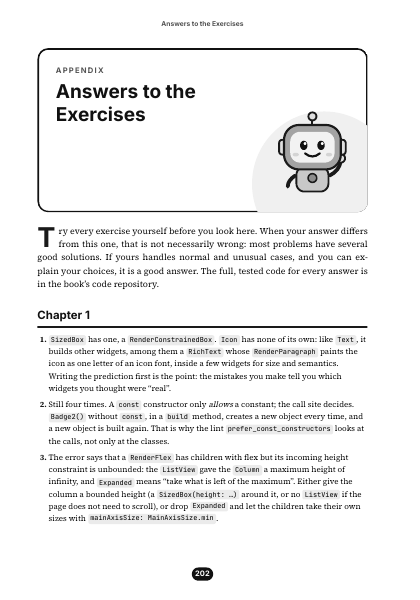 Answers to the Exercises
APPENDIX
Answers to the
Exercises
Try every exercise yourself before you look here. When your answer differs
from this one, that is not necessarily wrong: most problems have several
good solutions. If yours handles normal and unusual cases, and you can ex-
plain your choices, it is a good answer. The full, tested code for every answer is
in the book’s code repository.
Chapter 1
1. SizedBox has one, a RenderConstrainedBox. Icon has none of its own: like Text, it
builds other widgets, among them a RichText whose RenderParagraph paints the
icon as one letter of an icon font, inside a few widgets for size and semantics.
Writing the prediction first is the point: the mistakes you make tell you which
widgets you thought were “real”.
2. Still four times. A const constructor only allows a constant; the call site decides.
Badge2() without const, in a build method, creates a new object every time, and
a new object is built again. That is why the lint prefer_const_constructors looks at
the calls, not only at the classes.
3. The error says that a RenderFlex has children with flex but its incoming height
constraint is unbounded: the ListView gave the Column a maximum height of
infinity, and Expanded means “take what is left of the maximum”. Either give the
column a bounded height (a SizedBox(height: …) around it, or no ListView if the
page does not need to scroll), or drop Expanded and let the children take their own
sizes with mainAxisSize: MainAxisSize.min.
202